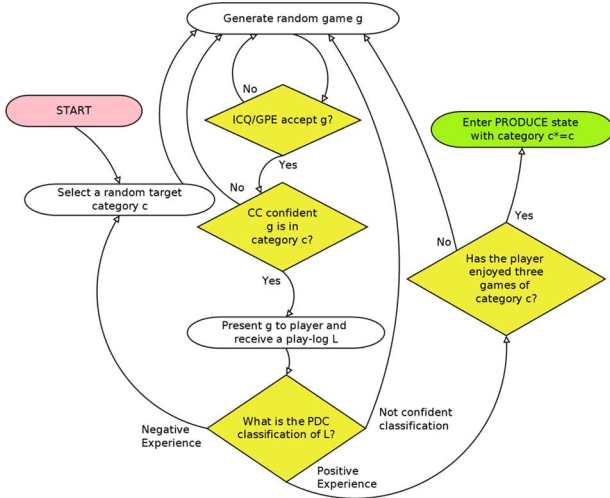 Generate random game g
No
START
ICQ/GPE accept g?
Enter PRODUCE state
with category c*=c
Yes
No
Select a random target
category c
CC confident
g is in
category c?
Yes
No
Yes
Has the player
enjoyed three
games of
category c?
Present g to player and
receive a play-log L
What is the PDC
classification of L?
Negative
Experience
Not confident
classification
Positive
Experience